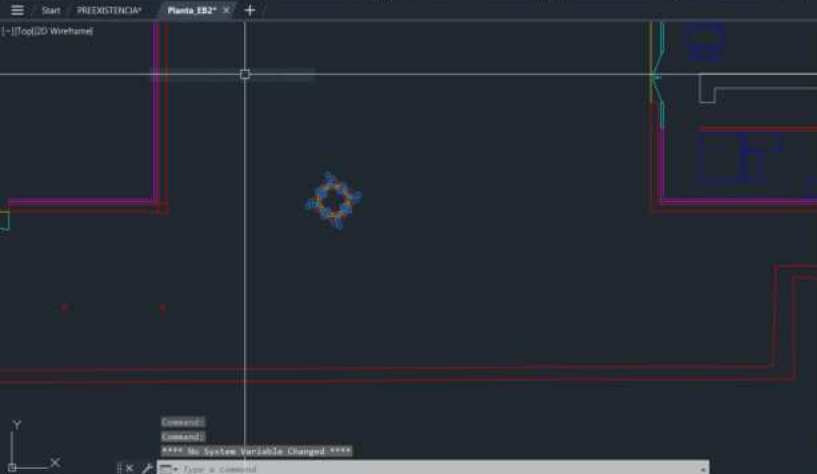 Start
PREEXISTENCIA*
Planta_EB2*
[-][Top][2D Wireframe]
Command:
Command:
**** No System Variable Changed ****
Type a command
Y
X